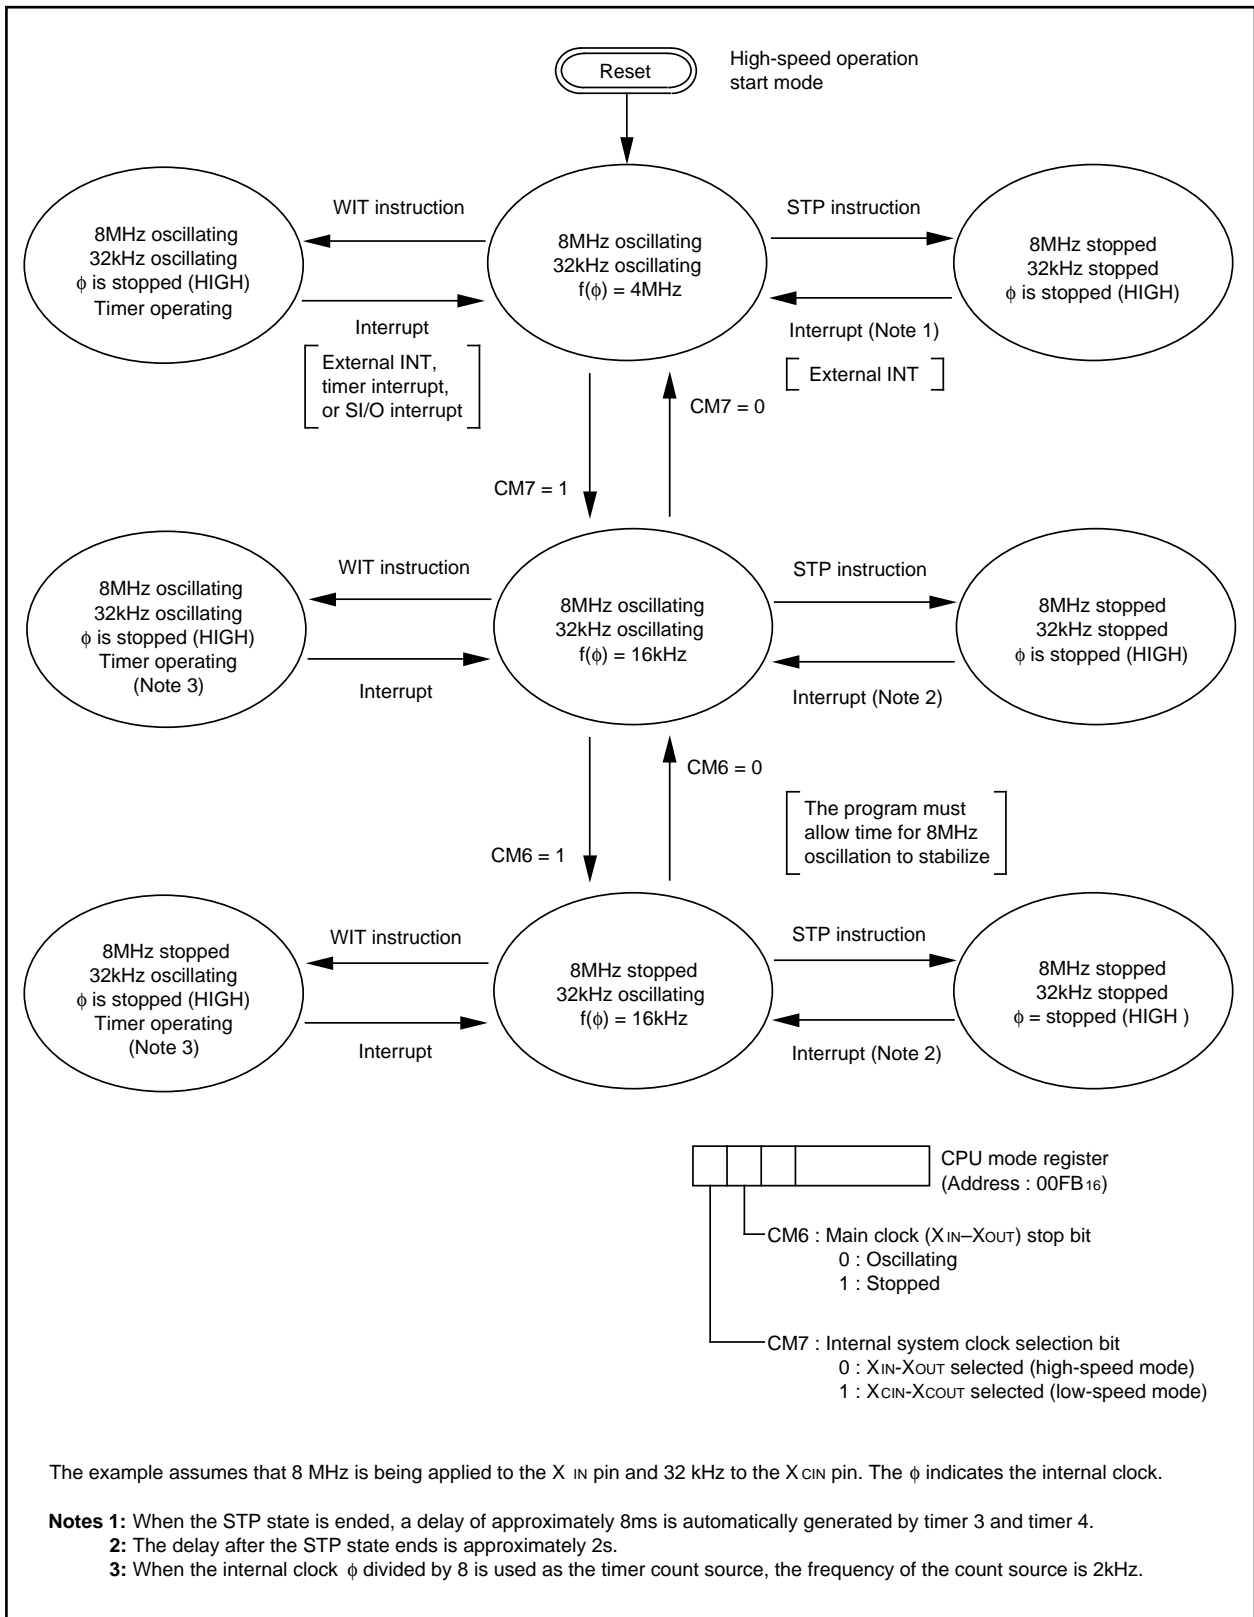 Reset
High-speed operation
start mode
WIT instruction
STP instruction
8MHz oscillating
32kHz oscillating
ϕ is stopped (HIGH)
Timer operating
8MHz oscillating
32kHz oscillating
f(ϕ) = 4MHz
8MHz stopped
32kHz stopped
ϕ is stopped (HIGH)
Interrupt
External INT,
timer interrupt,
or SI/O interrupt
Interrupt (Note 1)
External INT
CM7 = 0
CM7 = 1
WIT instruction
STP instruction
8MHz oscillating
32kHz oscillating
ϕ is stopped (HIGH)
Timer operating
(Note 3)
8MHz oscillating
32kHz oscillating
f(ϕ) = 16kHz
8MHz stopped
32kHz stopped
ϕ is stopped (HIGH)
Interrupt
Interrupt (Note 2)
CM6 = 0
CM6 = 1
The program must
allow time for 8MHz
oscillation to stabilize
WIT instruction
STP instruction
8MHz stopped
32kHz oscillating
ϕ is stopped (HIGH)
Timer operating
(Note 3)
8MHz stopped
32kHz oscillating
f(ϕ) = 16kHz
8MHz stopped
32kHz stopped
ϕ = stopped (HIGH )
Interrupt
Interrupt (Note 2)
CPU mode register
(Address : 00FB16)
CM6 : Main clock (XIN–XOUT) stop bit
0 : Oscillating
1 : Stopped
CM7 : Internal system clock selection bit
0 : XIN-XOUT selected (high-speed mode)
1 : XCIN-XCOUT selected (low-speed mode)
The example assumes that 8 MHz is being applied to the X IN pin and 32 kHz to the X CIN pin. The ϕ indicates the internal clock.
Notes 1: When the STP state is ended, a delay of approximately 8ms is automatically generated by timer 3 and timer 4.
2: The delay after the STP state ends is approximately 2s.
3: When the internal clock ϕ divided by 8 is used as the timer count source, the frequency of the count source is 2kHz.